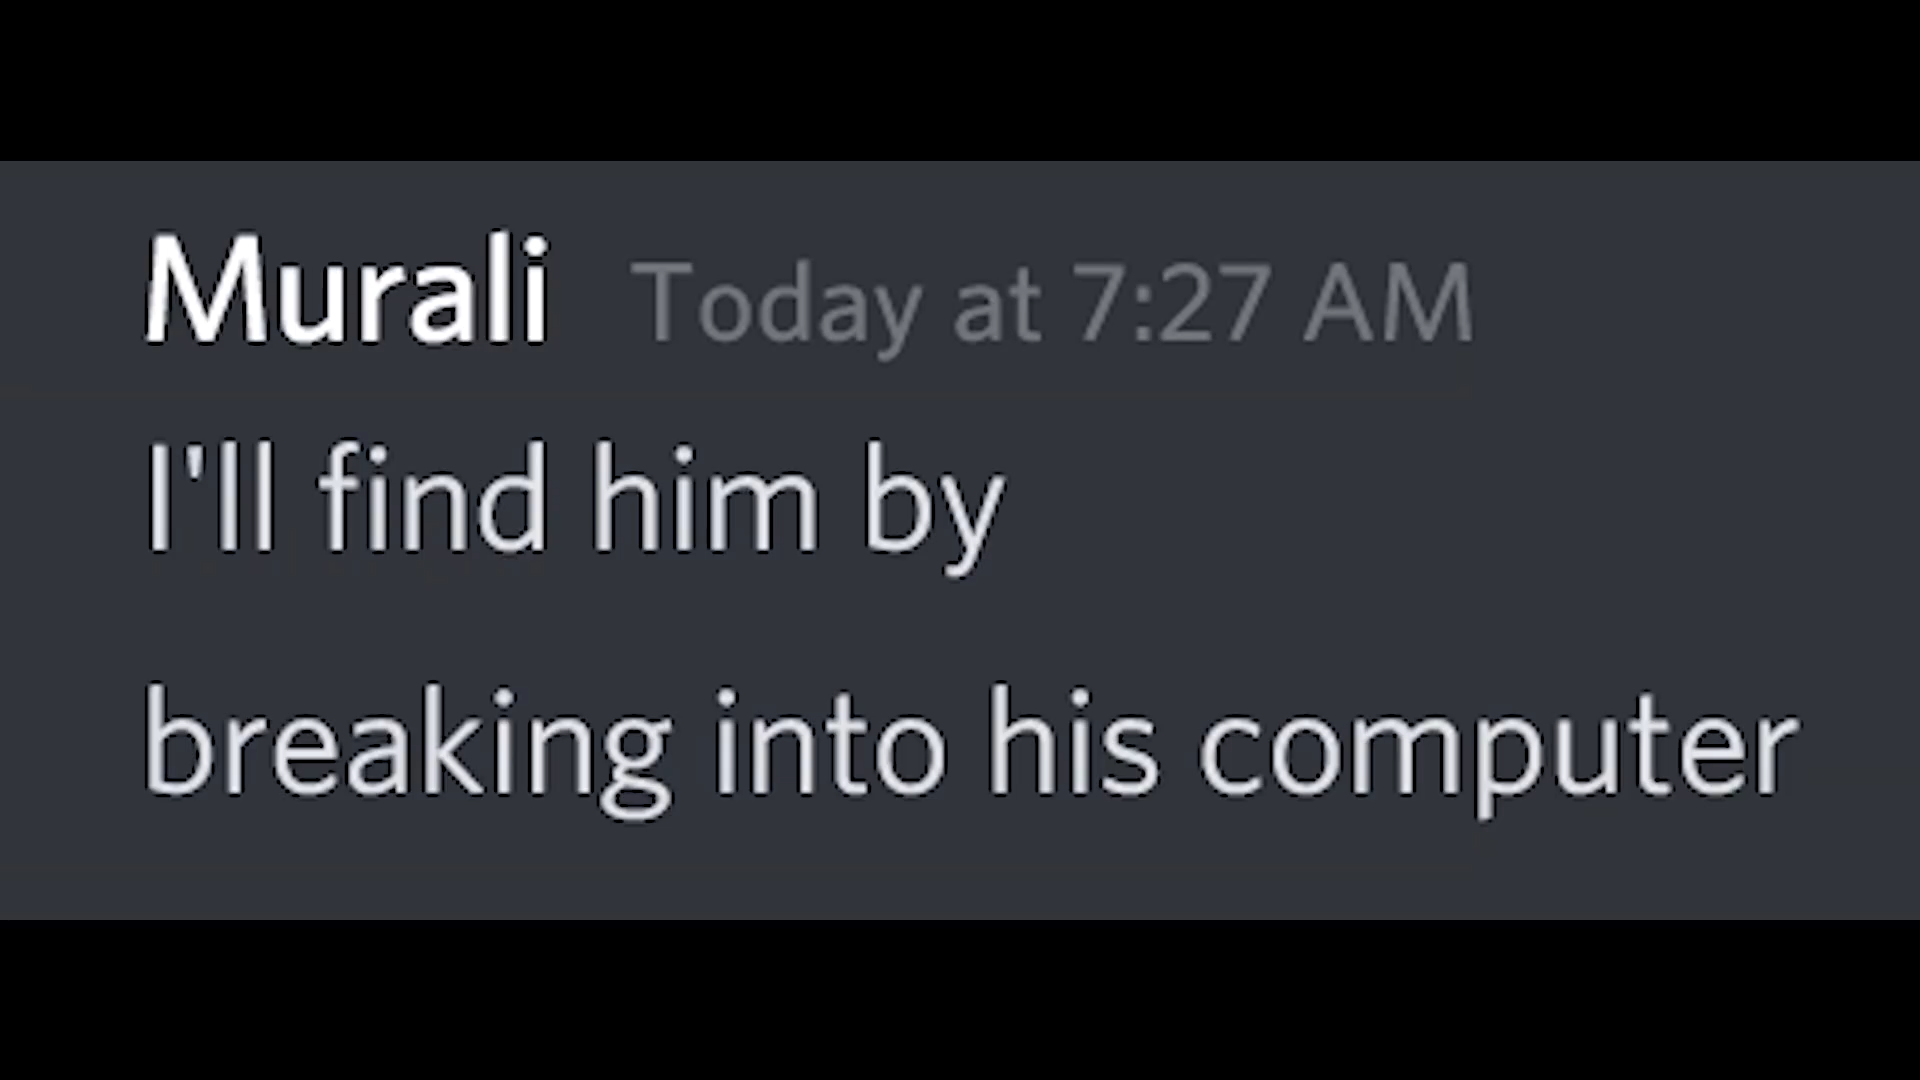 Murali Today at 7:27 AM
I'll find him by
breaking into his computer